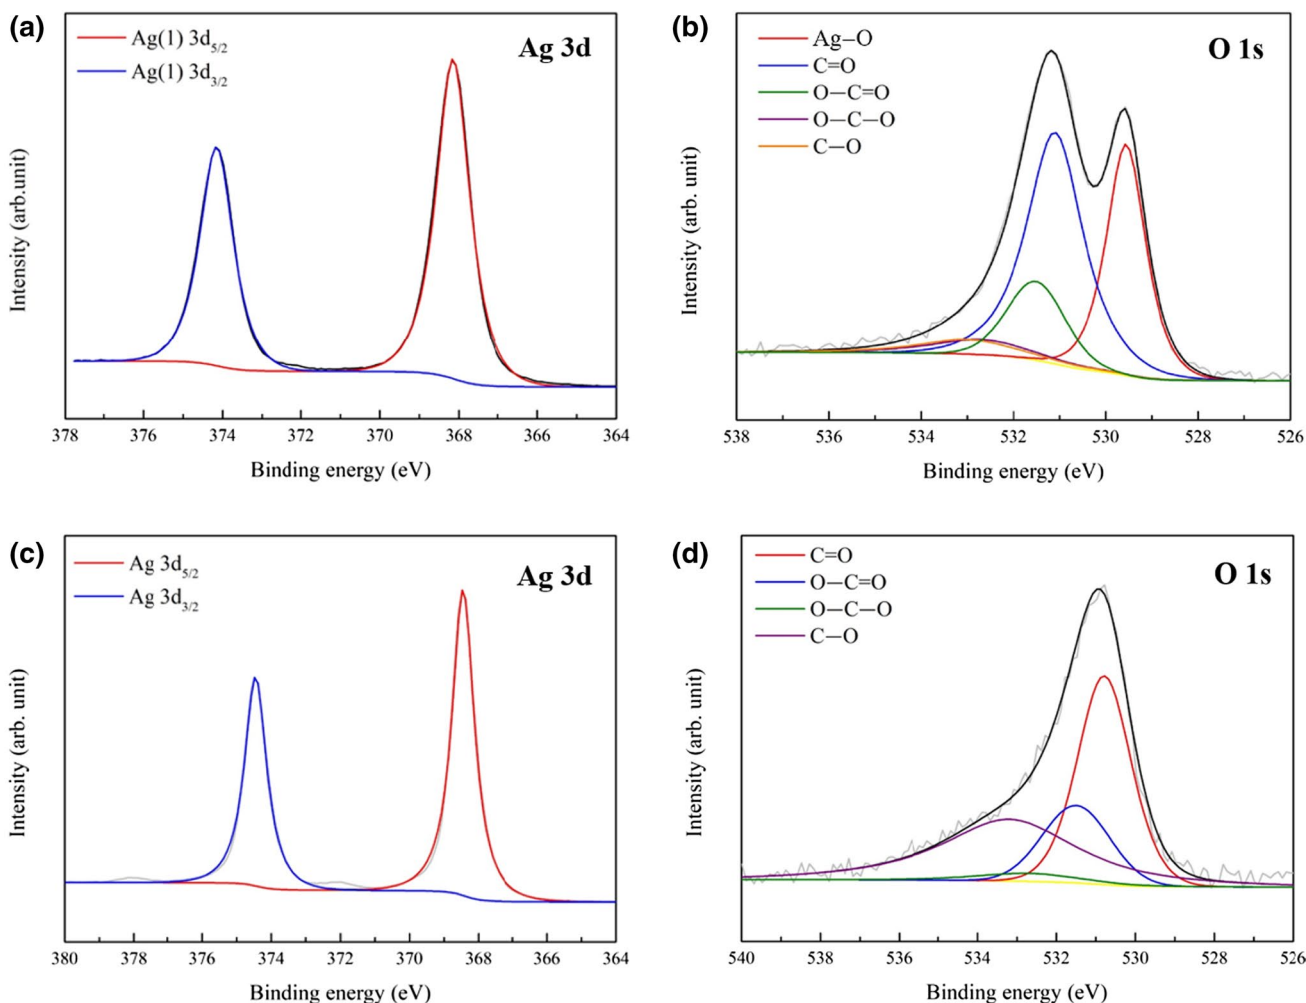 (a)
Ag(1) 3d5/2
Ag(1) 3d3/2
Ag 3d
Intensity (arb.unit)
378 376 374 372 370 368 366 364
Binding energy (eV)
(b)
Ag—O
C=O
O—C=O
O—C—O
C—O
O 1s
Intensity (arb. unit)
538 536 534 532 530 528 526
Binding energy (eV)
(c)
Ag 3d5/2
Ag 3d3/2
Ag 3d
Intensity (arb. unit)
380 378 376 374 372 370 368 366 364
Binding energy (eV)
(d)
C=O
O—C=O
O—C—O
C—O
O 1s
Intensity (arb. unit)
540 538 536 534 532 530 528 526
Binding energy (eV)